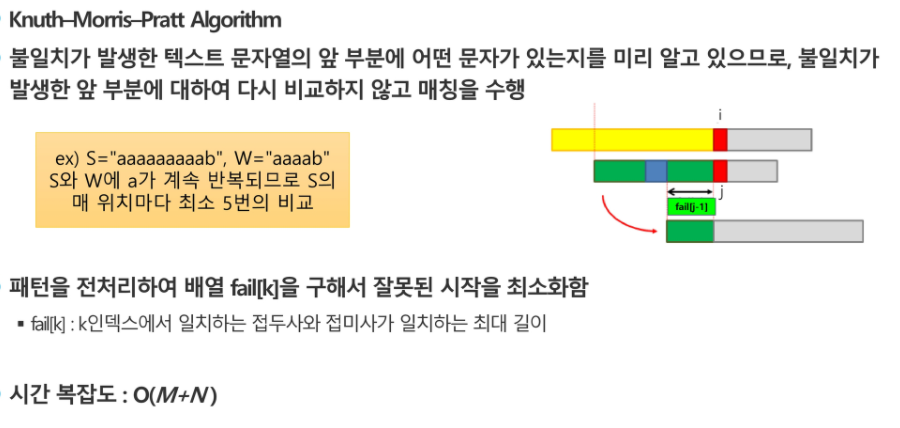 Knuth–Morris–Pratt Algorithm
불일치가 발생한 텍스트 문자열의 앞 부분에 어떤 문자가 있는지를 미리 알고 있으므로, 불일치가
발생한 앞 부분에 대하여 다시 비교하지 않고 매칭을 수행
ex) S="aaaaaaaaab", W="aaaab"
S와 W에 a가 계속 반복되므로 S의
매 위치마다 최소 5번의 비교
i
j
fail[j-1]
패턴을 전처리하여 배열 fail[k]을 구해서 잘못된 시작을 최소화함
▪ fail[k] : k인덱스에서 일치하는 접두사와 접미사가 일치하는 최대 길이
시간 복잡도 : O(M+N)